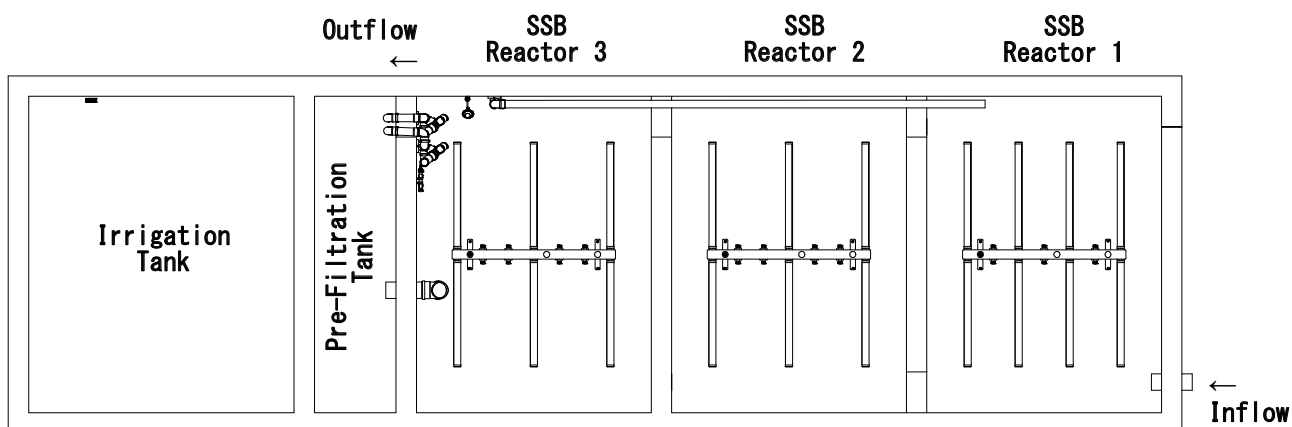 Outflow
←
SSB
Reactor 3
SSB
Reactor 2
SSB
Reactor 1
Irrigation
Tank
Pre-Filtration
Tank
←
Inflow